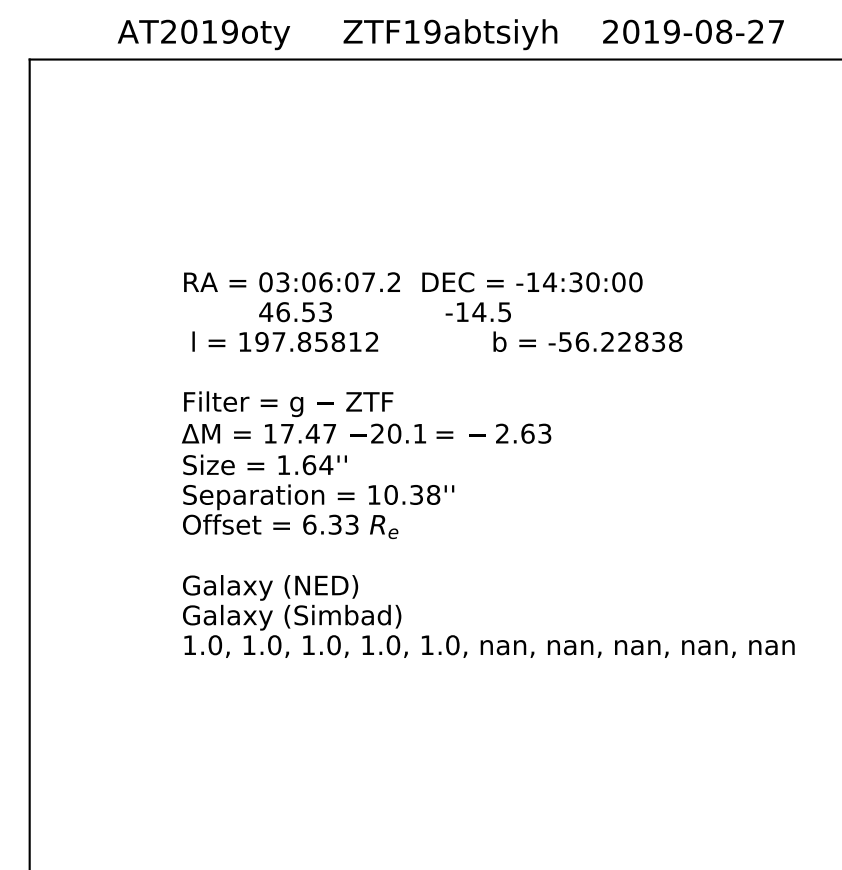 AT2019oty ZTF19abtsiyh 2019-08-27
RA = 03:06:07.2 DEC = -14:30:00
46.53 -14.5
l = 197.85812 b = -56.22838
Filter = g − ZTF
ΔM = 17.47 −20.1 = − 2.63
Size = 1.64''
Separation = 10.38''
Offset = 6.33 Rₑ
Galaxy (NED)
Galaxy (Simbad)
1.0, 1.0, 1.0, 1.0, 1.0, nan, nan, nan, nan, nan